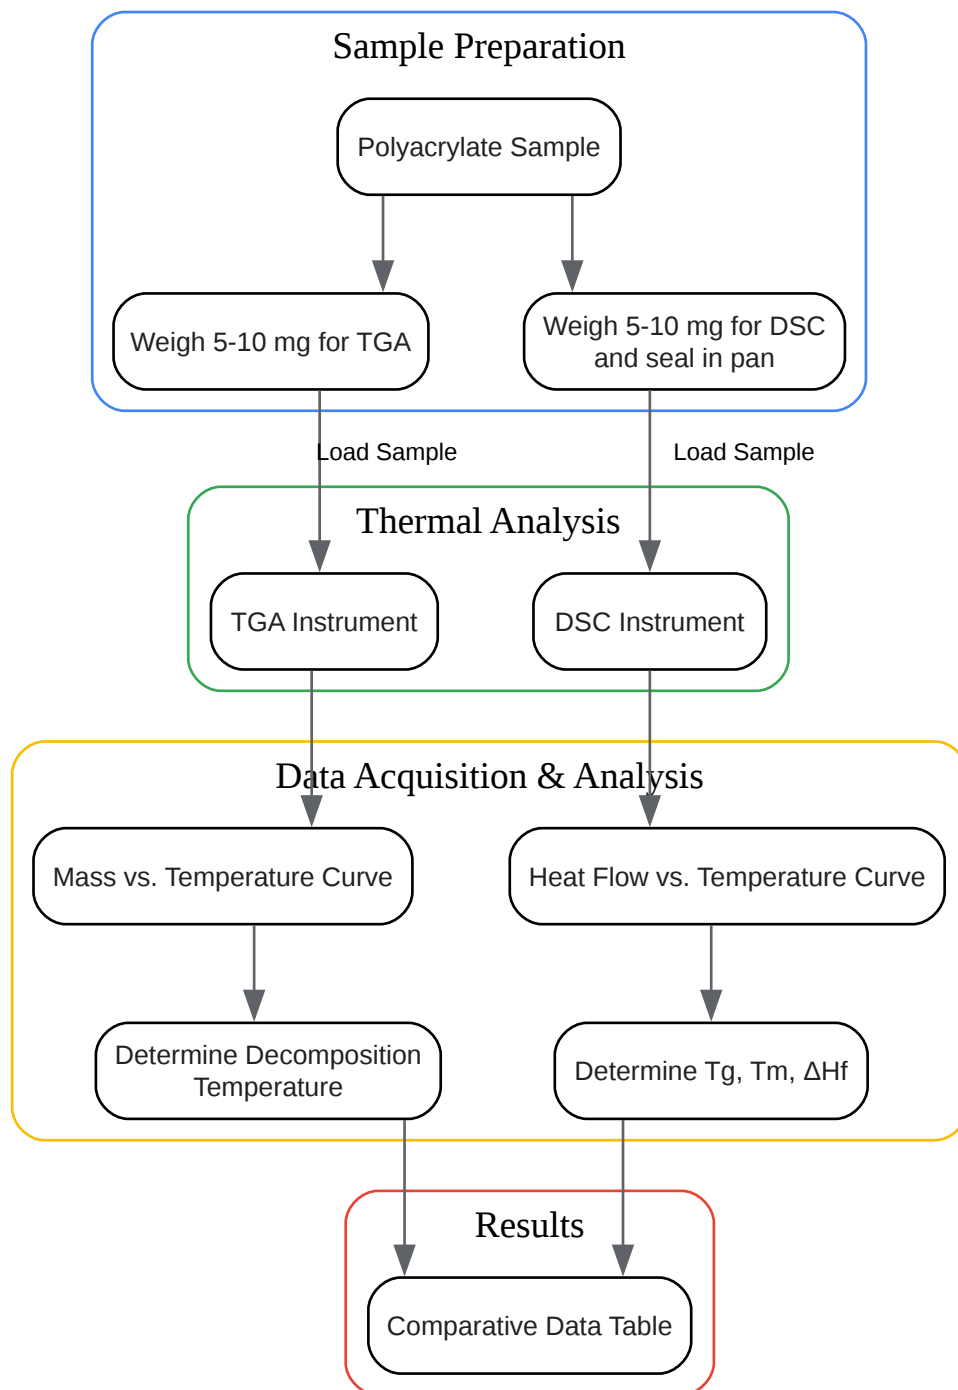 Sample Preparation
Polyacrylate Sample
Weigh 5-10 mg for TGA
Weigh 5-10 mg for DSC
and seal in pan
Load Sample
Load Sample
Thermal Analysis
TGA Instrument
DSC Instrument
Data Acquisition & Analysis
Mass vs. Temperature Curve
Heat Flow vs. Temperature Curve
Determine Decomposition
Temperature
Determine Tg, Tm, ΔHf
Results
Comparative Data Table